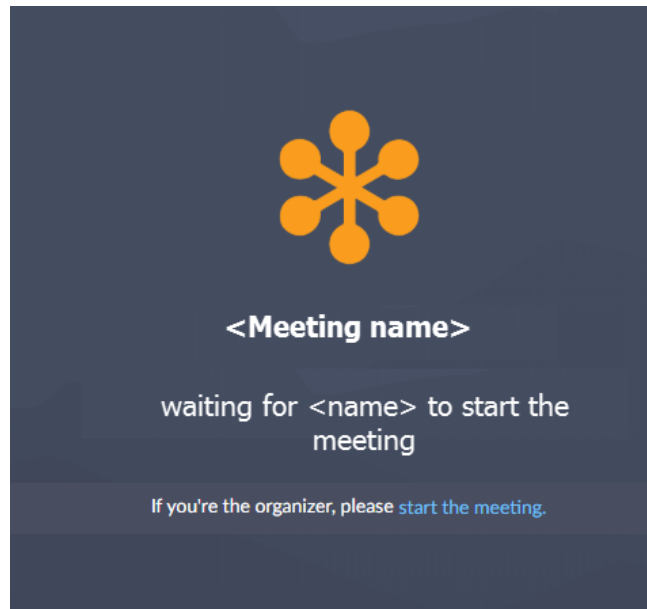 <Meeting name>
waiting for <name> to start the
meeting
If you're the organizer, please start the meeting.